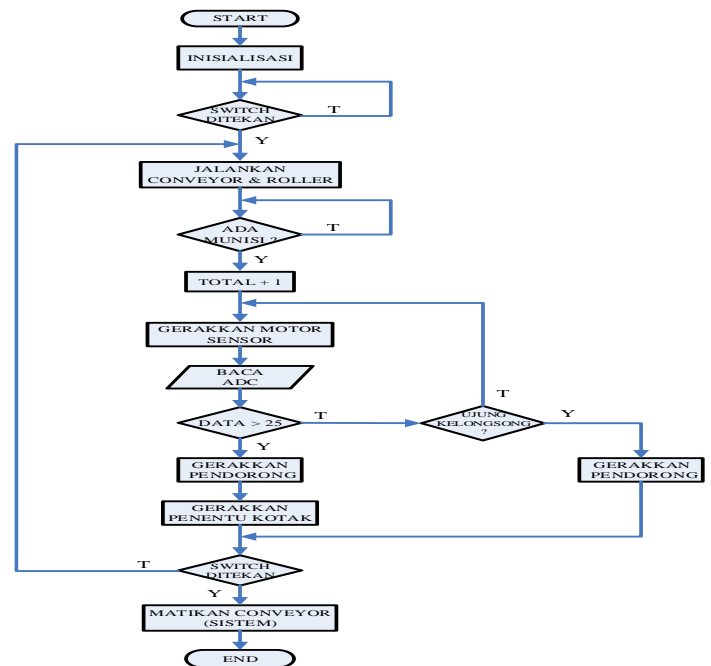 START
INISIALISASI
SWITCH
DITEKAN
T
Y
JALANKAN
CONVEYOR & ROLLER
ADA
MUNISI ?
T
Y
TOTAL + 1
GERAKKAN MOTOR
SENSOR
BACA
ADC
T
DATA > 25
T
UJUNG
KELONGSONG
?
Y
Y
GERAKKAN
PENDORONG
GERAKKAN
PENDORONG
GERAKKAN
PENENTU KOTAK
T
SWITCH
DITEKAN
Y
MATIKAN CONVEYOR
(SISTEM)
END